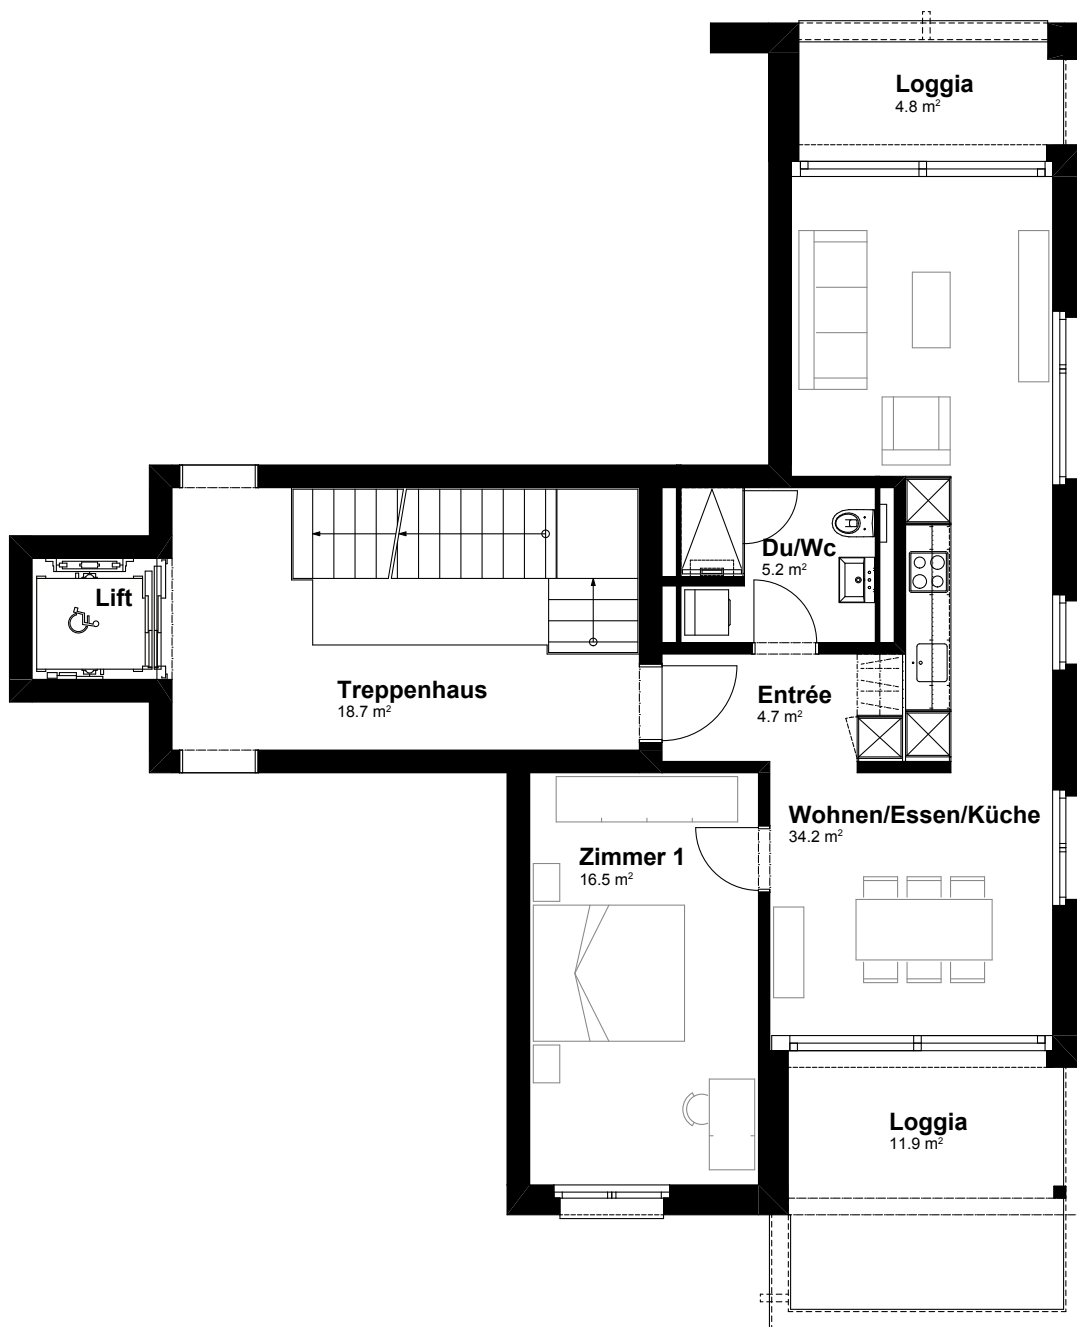 Loggia
4.8 m²
Du/Wc
5.2 m²
Lift
Treppenhaus
18.7 m²
Entrée
4.7 m²
Wohnen/Essen/Küche
34.2 m²
Zimmer 1
16.5 m²
Loggia
11.9 m²